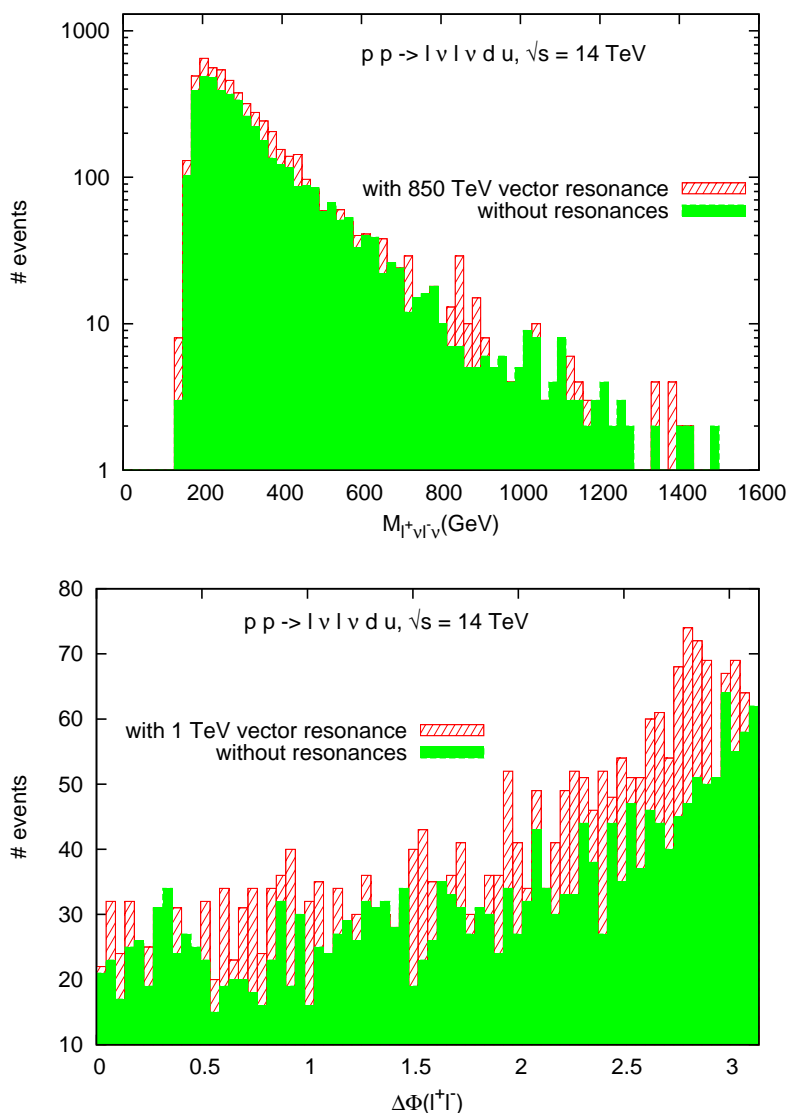 1000
100
10
1
# events
p p -> l ν l ν d u, √s = 14 TeV
with 850 TeV vector resonance
without resonances
0 200 400 600 800 1000 1200 1400 1600
M_l⁺νl⁻ν(GeV)
80
70
60
50
40
30
20
10
# events
p p -> l ν l ν d u, √s = 14 TeV
with 1 TeV vector resonance
without resonances
0 0.5 1 1.5 2 2.5 3
ΔΦ(l⁺l⁻)